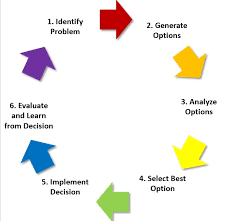 1. Identify
Problem
2. Generate
Options
3. Analyze
Options
4. Select Best
Option
5. Implement
Decision
6. Evaluate
and Learn
from Decision